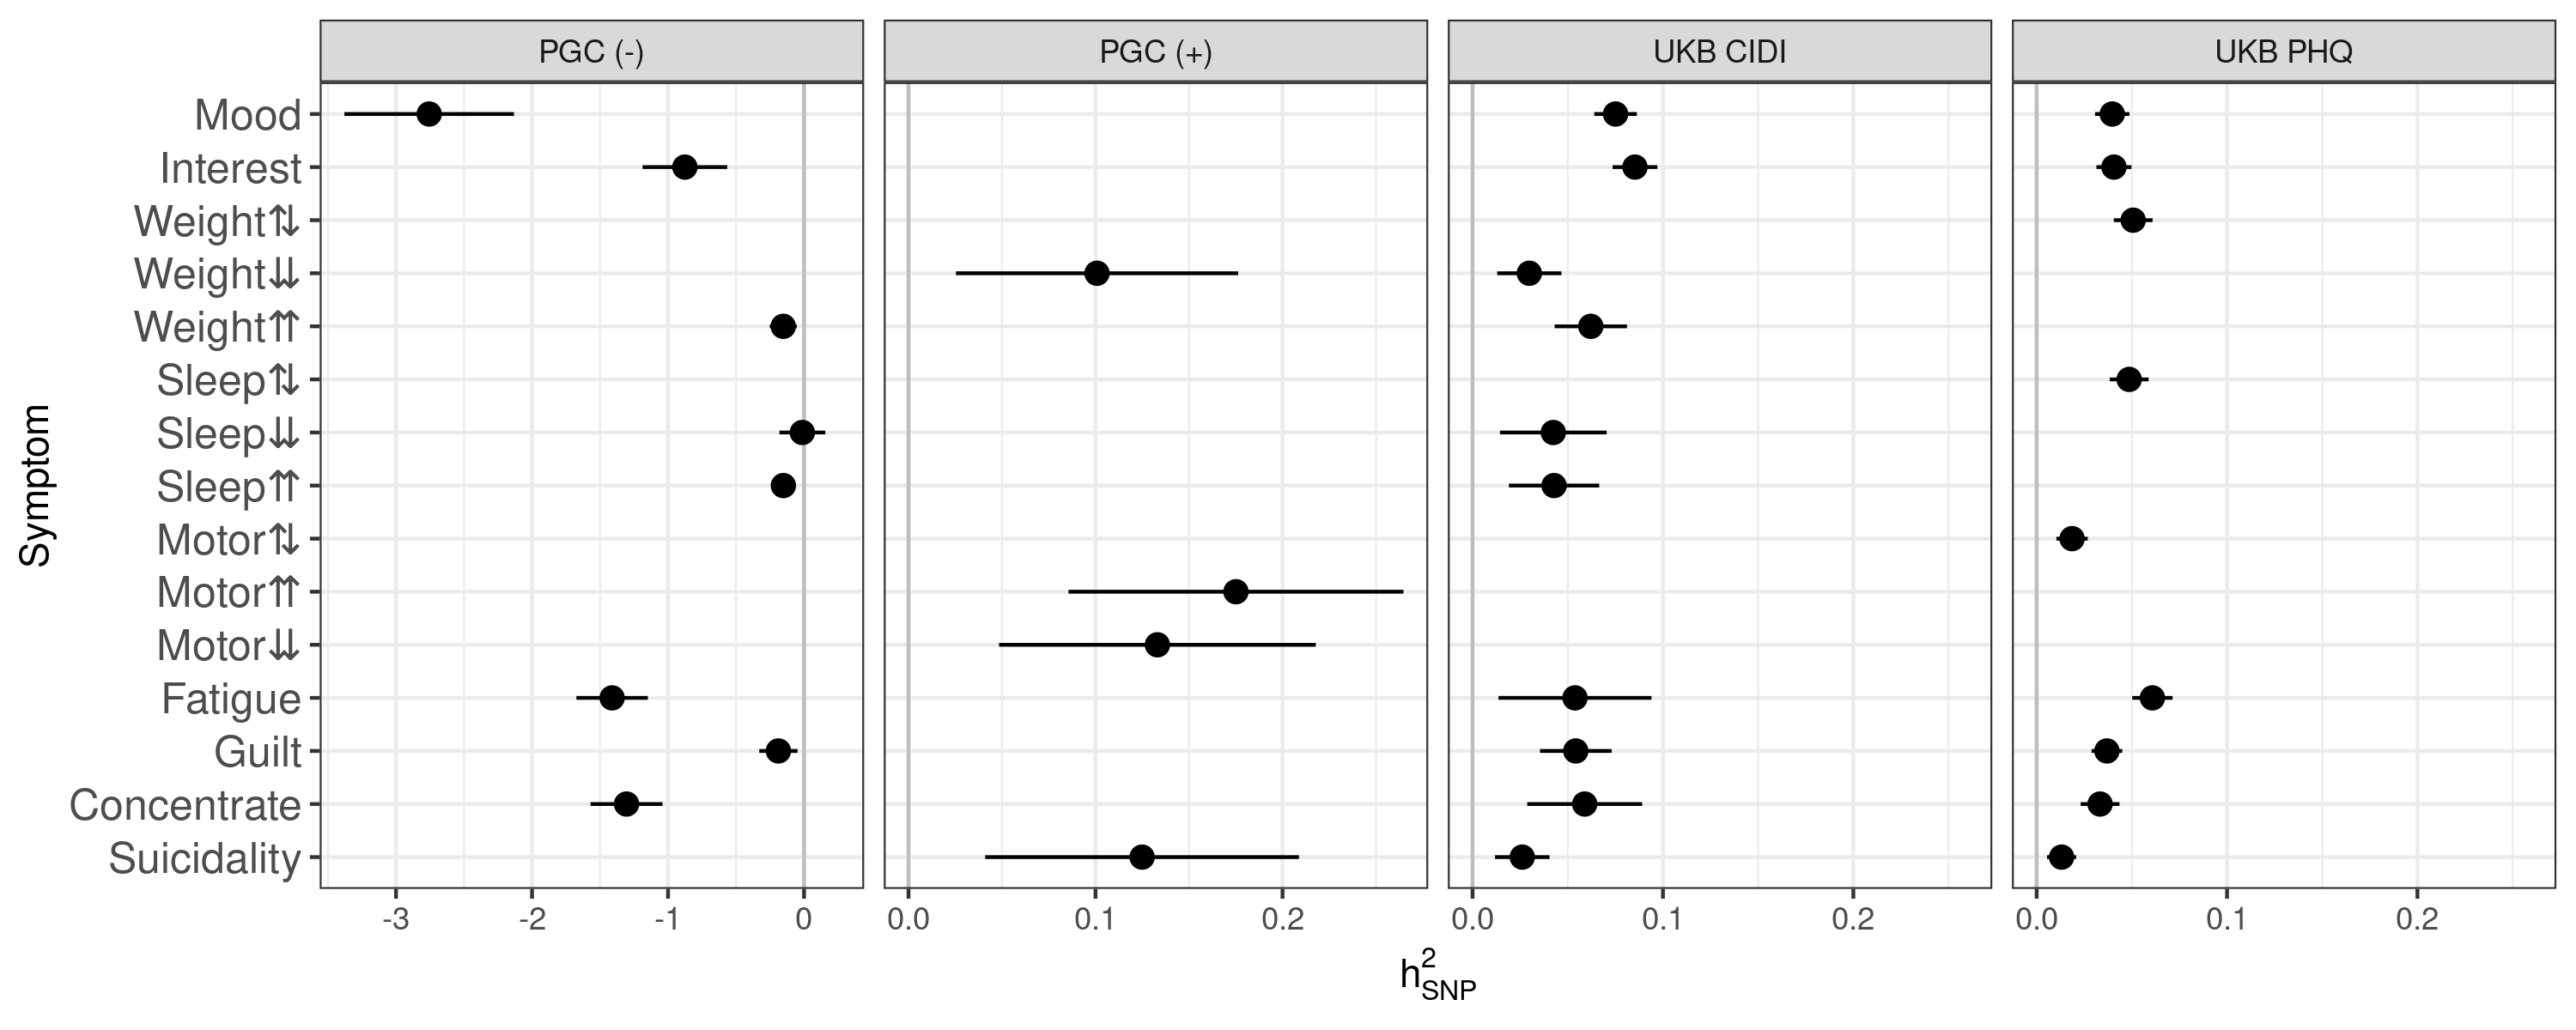 PGC (-) PGC (+) UKB CIDI UKB PHQ
Symptom
Mood
Interest
Weight⇅
Weight⇊
Weight⇈
Sleep⇅
Sleep⇊
Sleep⇈
Motor⇅
Motor⇈
Motor⇊
Fatigue
Guilt
Concentrate
Suicidality
-3 -2 -1 0 0.0 0.1 0.2 0.0 0.1 0.2 0.0 0.1 0.2
h²SNP